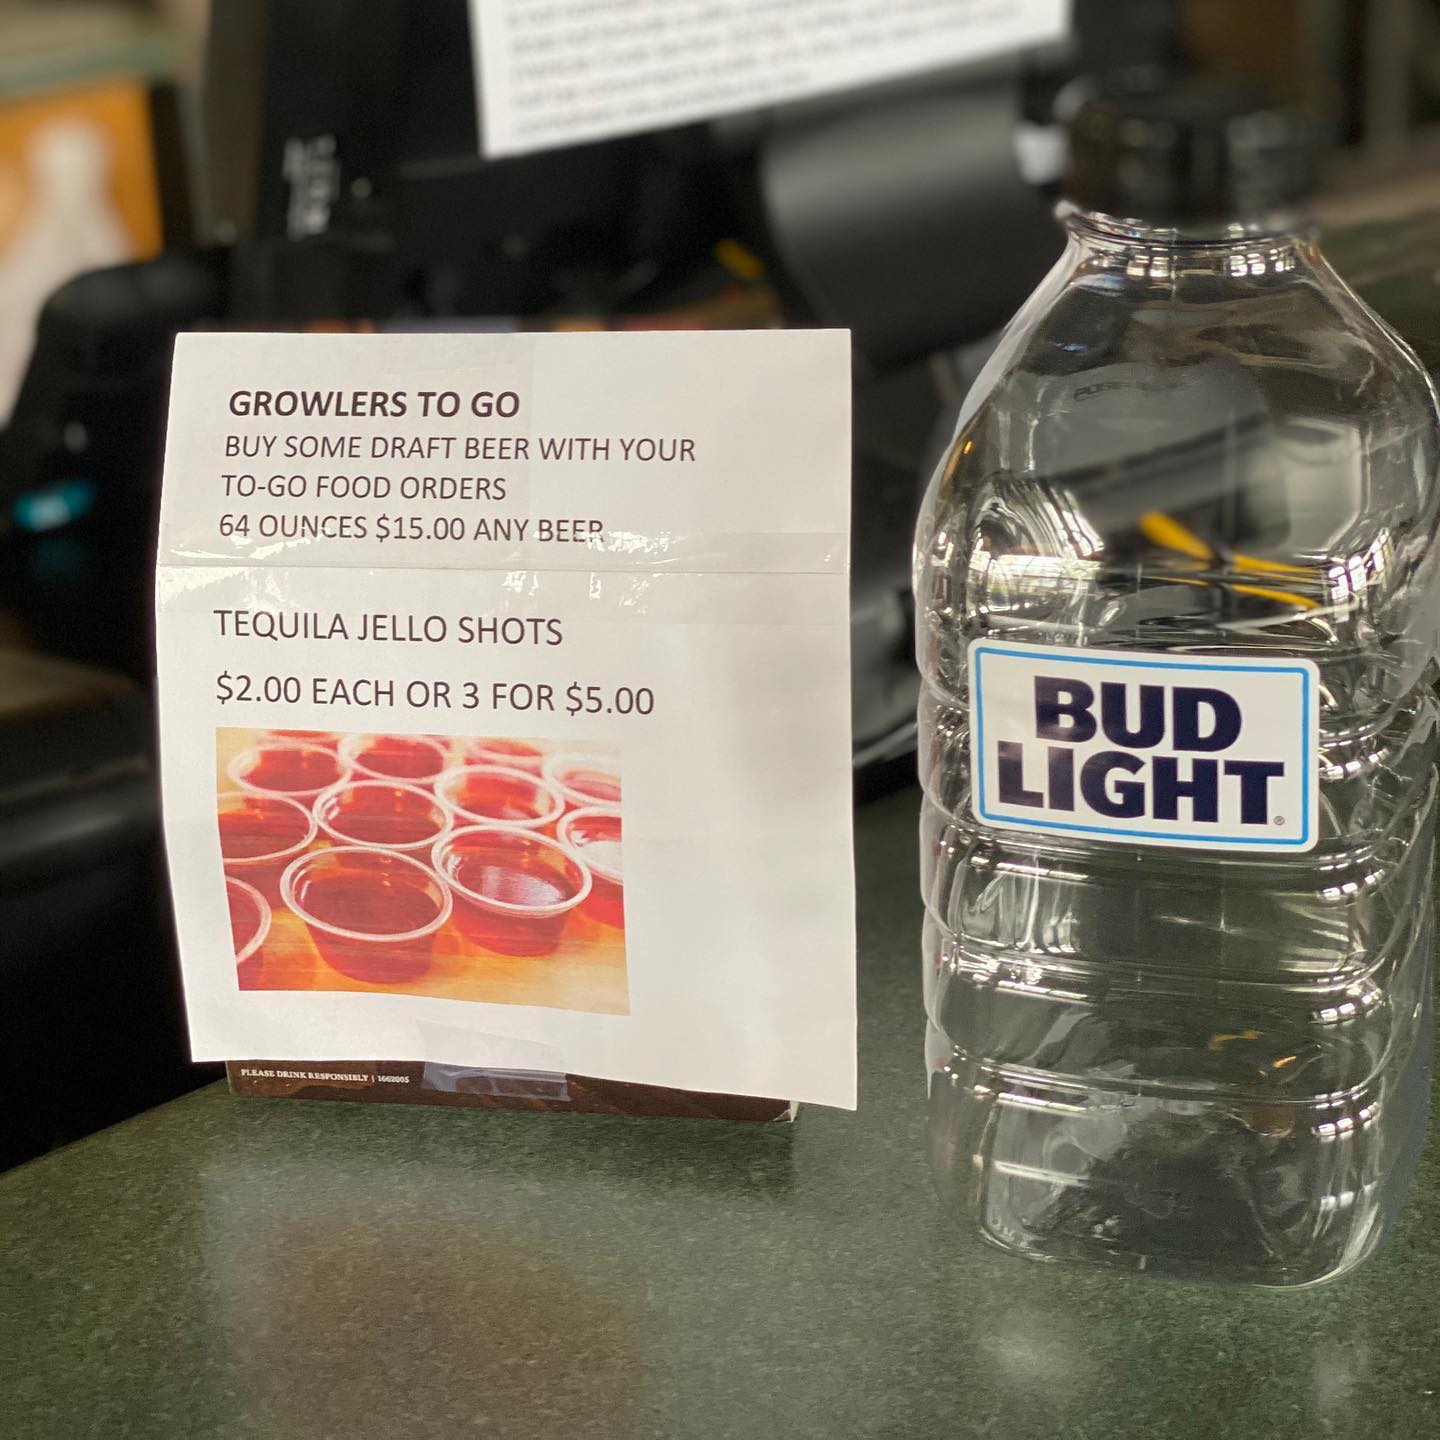 GROWLERS TO GO
BUY SOME DRAFT BEER WITH YOUR
TO-GO FOOD ORDERS
64 OUNCES $15.00 ANY BEER
TEQUILA JELLO SHOTS
$2.00 EACH OR 3 FOR $5.00
PLEASE DRINK RESPONSIBLY | 1662005
BUD
LIGHT®